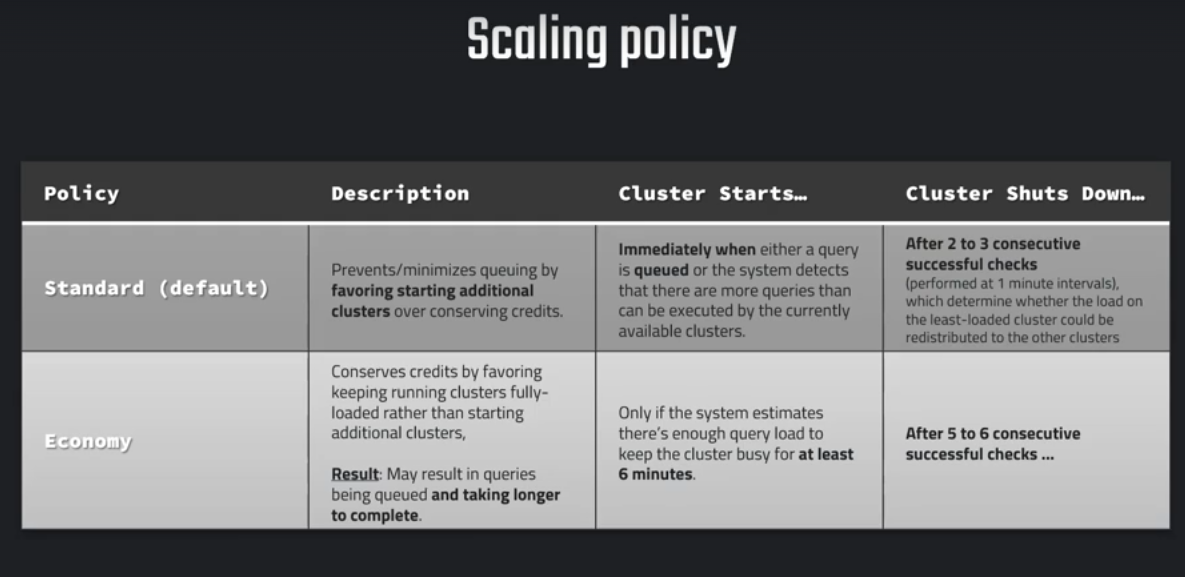 Scaling policy
Policy
Description
Cluster Starts…
Cluster Shuts Down…
Standard (default)
Prevents/minimizes queuing by
favoring starting additional
clusters over conserving credits.
Immediately when either a query
is queued or the system detects
that there are more queries than
can be executed by the currently
available clusters.
After 2 to 3 consecutive
successful checks
(performed at 1 minute intervals),
which determine whether the load on
the least-loaded cluster could be
redistributed to the other clusters
Economy
Conserves credits by favoring
keeping running clusters fully-
loaded rather than starting
additional clusters,
Result: May result in queries
being queued and taking longer
to complete.
Only if the system estimates
there's enough query load to
keep the cluster busy for at least
6 minutes.
After 5 to 6 consecutive
successful checks ...